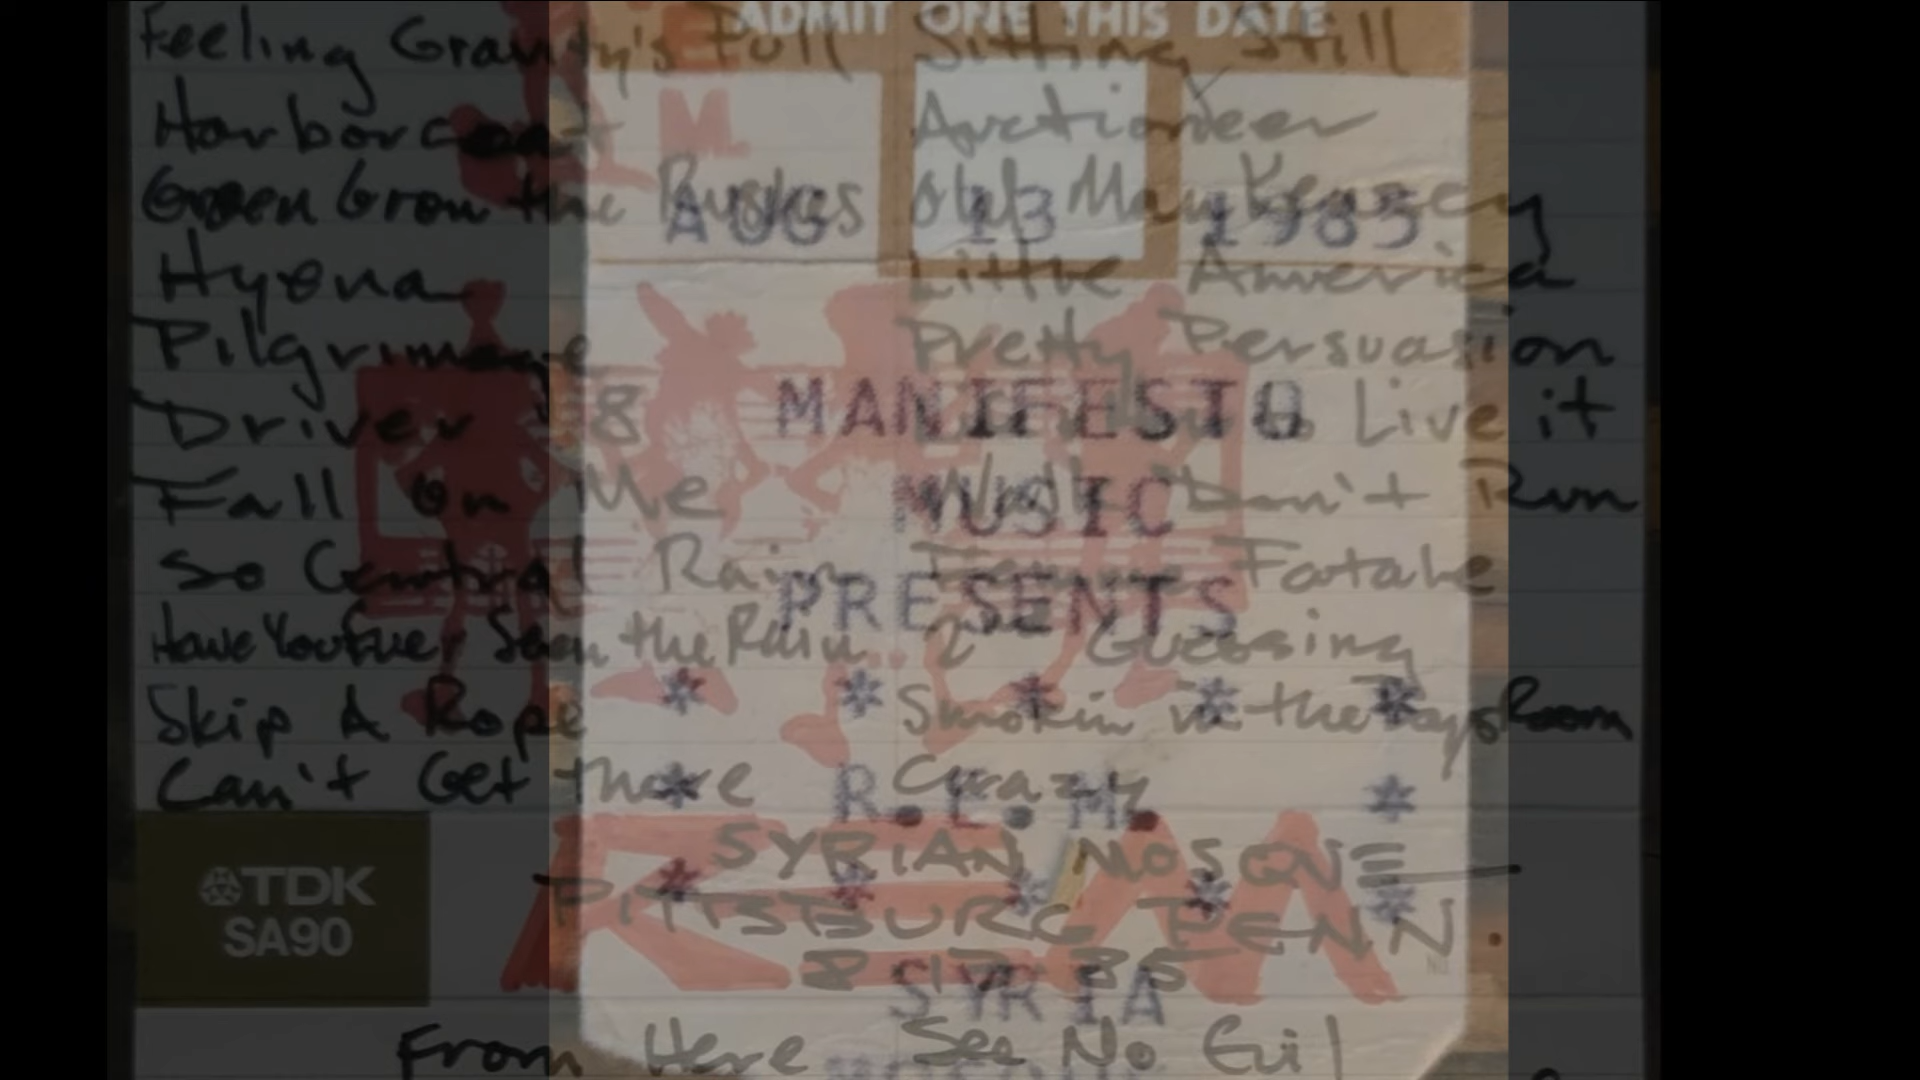 ADMIT ONE THIS DATE
Feeling Gravity's Pull
Harborcoat
Green Grow the Rushes
Hyena
Pilgrimage
Driver 8
Fall On Me
So Central Rain
Have You Ever Seen the Rain
Skip A Rope
Can't Get There
From Here
Sitting Still
Auctioneer
Old Man Kensey
Little America
Pretty Persuasion
Live it
Walk Don't Run
Femme Fatale
2nd Guessing
Smokin in the Boys Room
Crazy
See No Evil
TDK
SA90
SYRIAN MOSQUE
PITTSBURG PENN.
85
AUG 13 1985
MANIFESTO
MUSIC
PRESENTS
* * * * *
* R.E.M. *
* * * * *
SYRIA
R.E.M.
REM